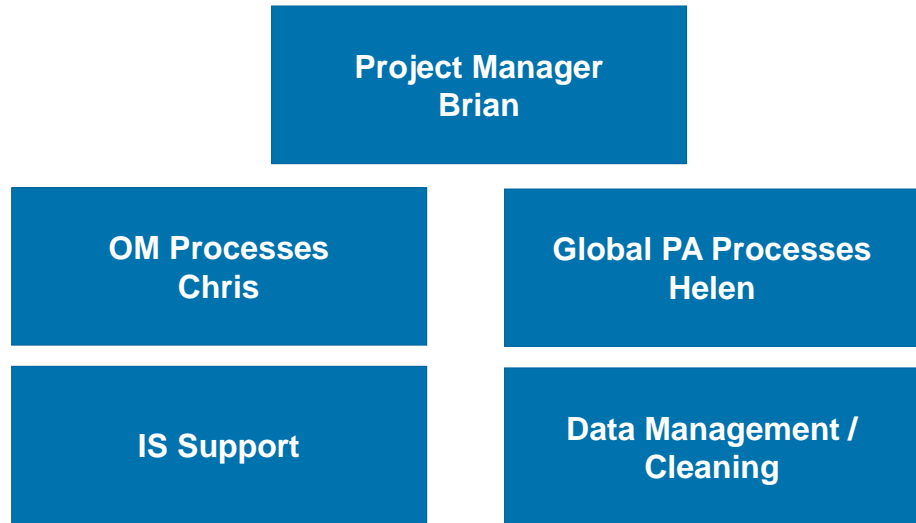 Project Manager
Brian
OM Processes
Chris
Global PA Processes
Helen
IS Support
Data Management /
Cleaning